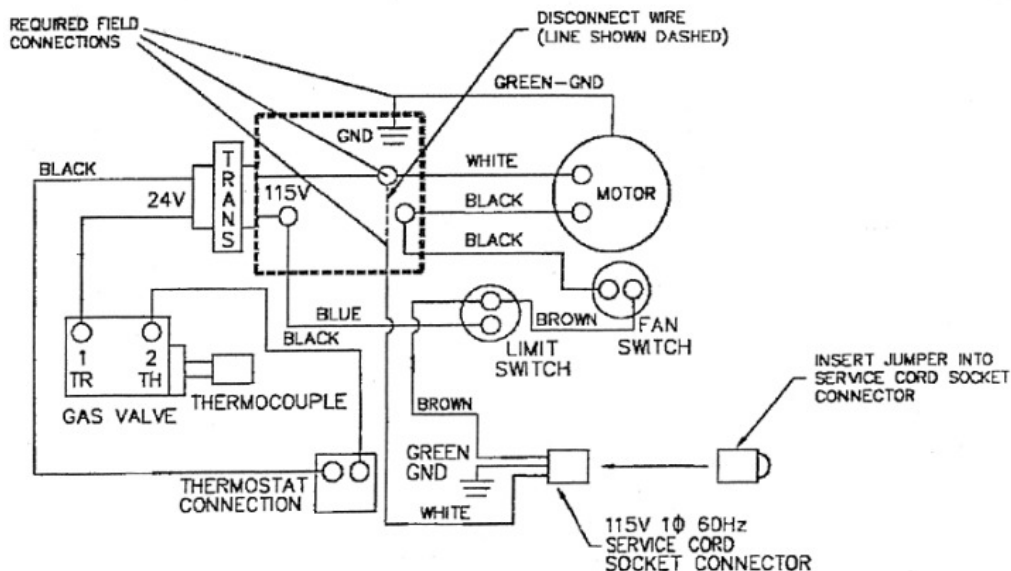 REQUIRED FIELD
CONNECTIONS
DISCONNECT WIRE
(LINE SHOWN DASHED)
GREEN-GND
GND
BLACK
TRANS
24V
115V
WHITE
MOTOR
BLACK
BLACK
BLUE
BROWN
FAN
SWITCH
LIMIT
SWITCH
BLACK
1
TR
2
TH
GAS VALVE
THERMOCOUPLE
INSERT JUMPER INTO
SERVICE CORD SOCKET
CONNECTOR
BROWN
GREEN
GND
THERMOSTAT
CONNECTION
WHITE
115V 1Φ 60Hz
SERVICE CORD
SOCKET CONNECTOR